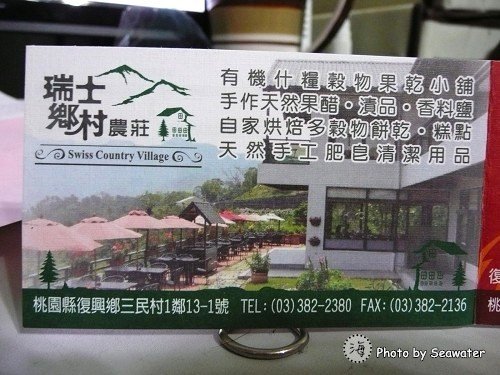 瑞士
鄉村農莊
Swiss Country Village
有機什糧穀物果乾小舖
手作天然果醋·漬品·香料鹽
自家烘焙多穀物餅乾·糕點
天然手工肥皂清潔用品
桃園縣復興鄉三民村1鄰13-1號 TEL:(03)382-2380 FAX:(03)382-2136
復
桃
海 Photo by Seawater